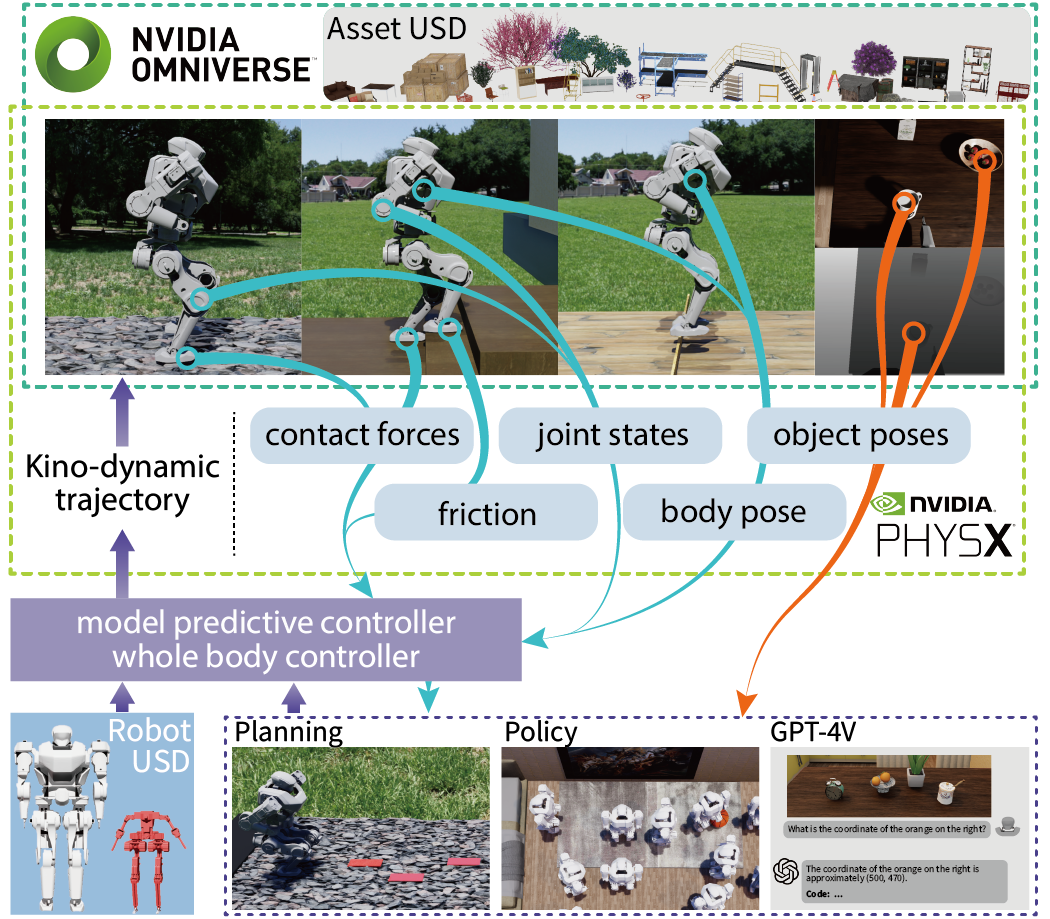 NVIDIA
OMNIVERSE™
Asset USD
contact forces
joint states
object poses
Kino-dynamic
trajectory
friction
body pose
NVIDIA.
PHYSX
model predictive controller
whole body controller
Robot
USD
Planning
Policy
GPT-4V
What is the coordinate of the orange on the right?
The coordinate of the orange on the right is
approximately (500, 470).
Code: ...